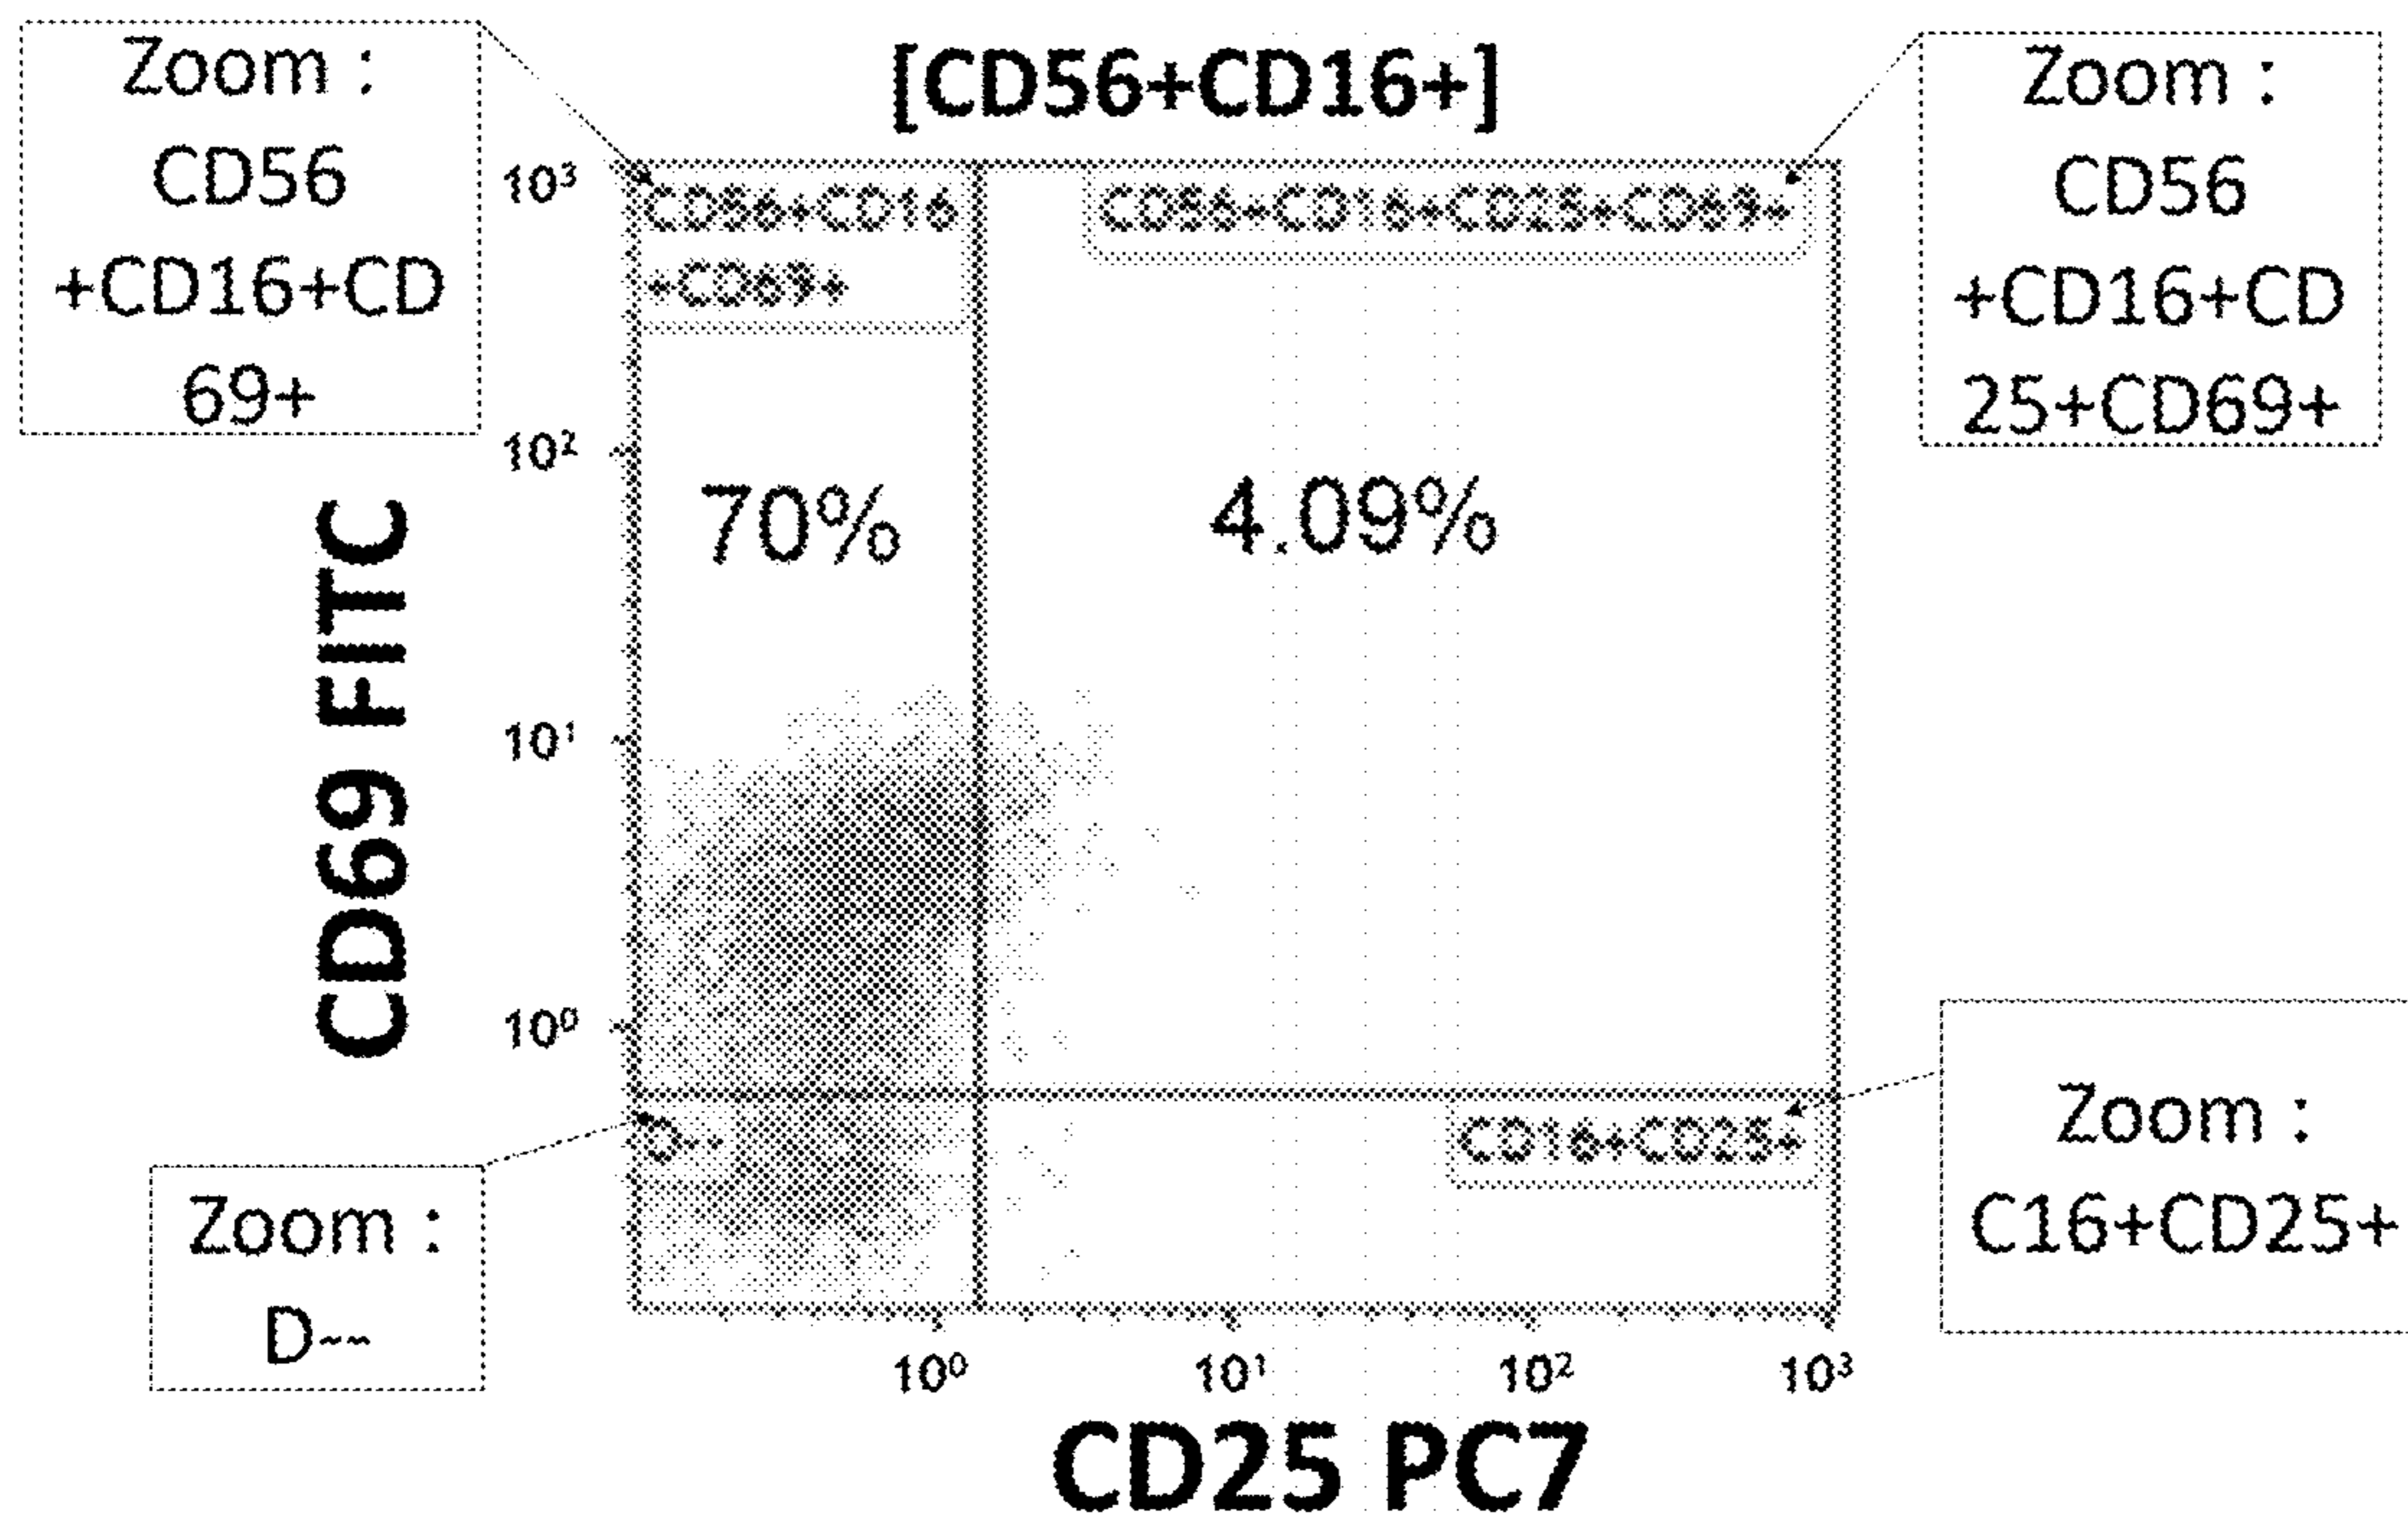 Zoom :
CD56
+CD16+CD
69+
[CD56+CD16+]
Zoom :
CD56
+CD16+CD
25+CD69+
CD56+CD16
+CD69+
CD56+CD16+CD25+CD69+
10³
10²
10¹
10⁰
70%
4.09%
CD69 FITC
D--
CD16+CD25+
Zoom :
D--
Zoom :
C16+CD25+
10⁰
10¹
10²
10³
CD25 PC7